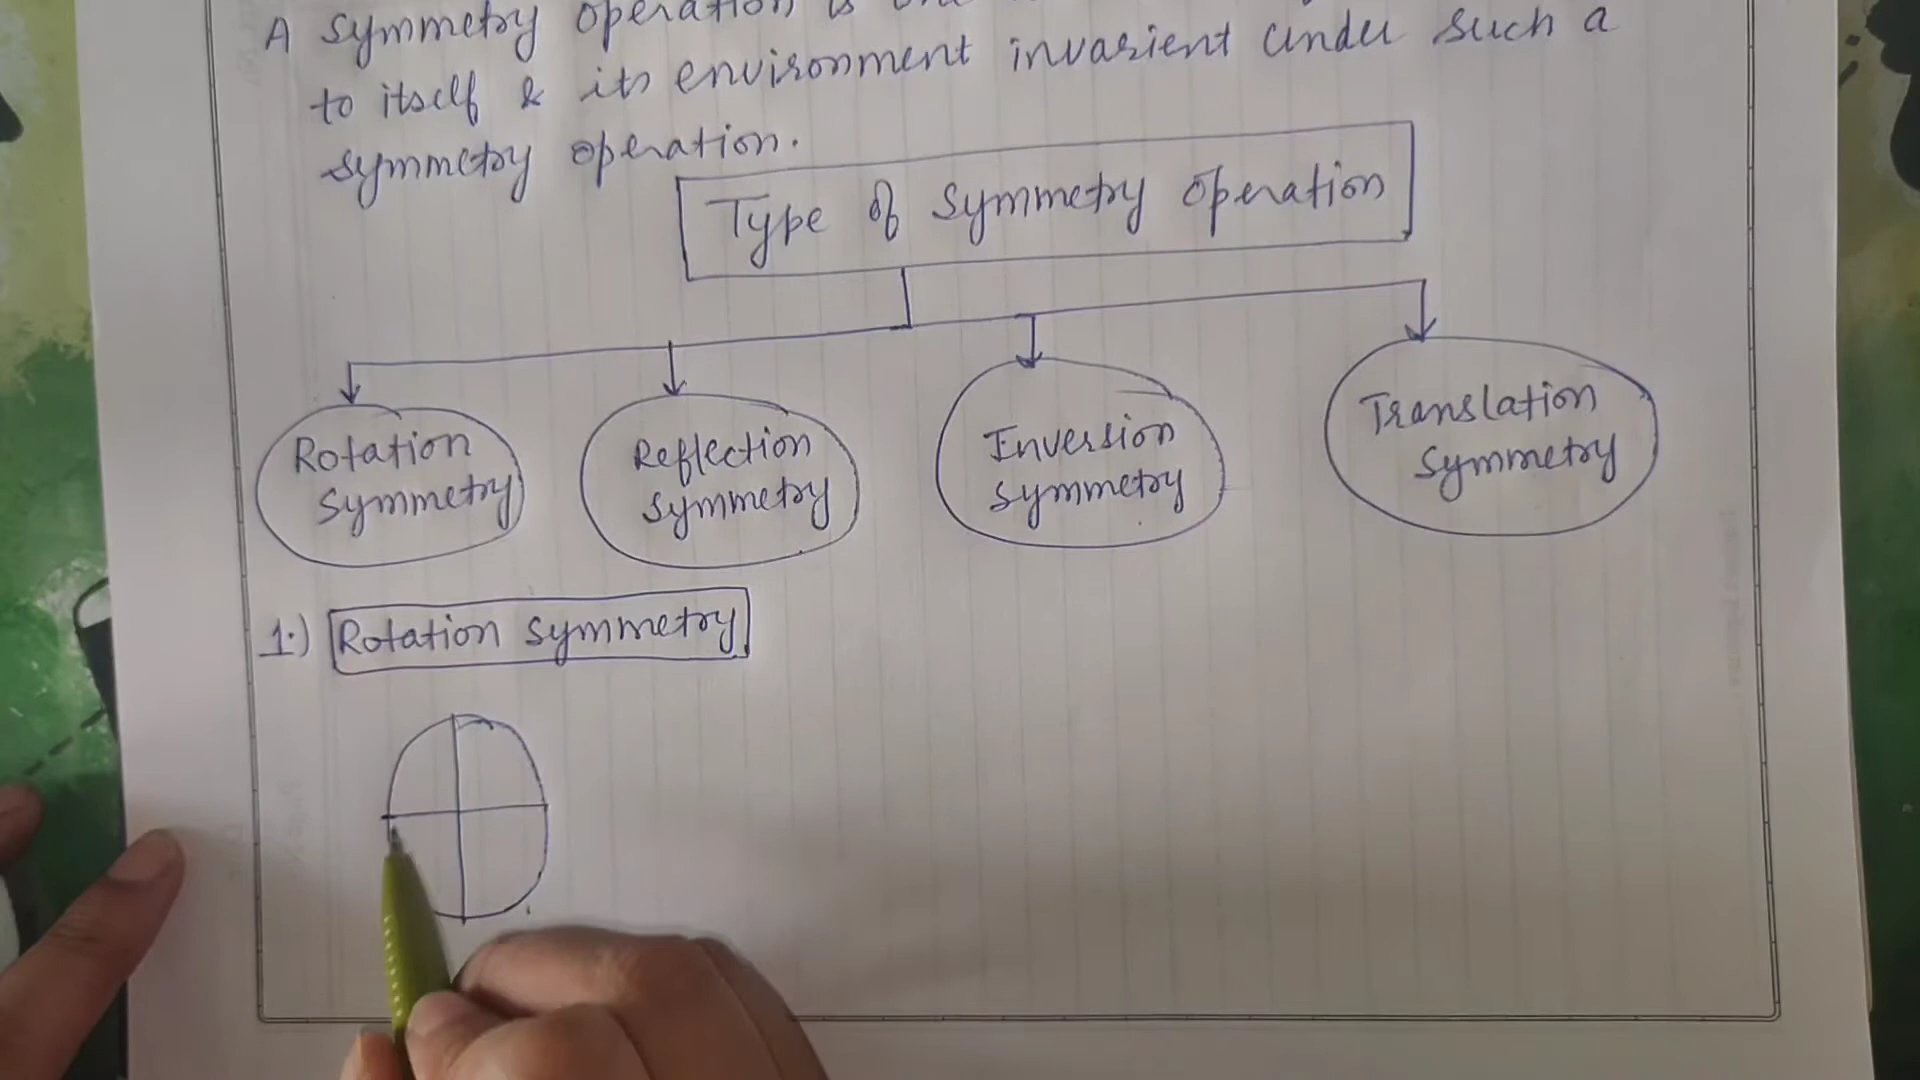 A symmetry operation is
to itself & its environment invarient under such a
symmetry operation.
Type of symmetry operation
Rotation symmetry
Reflection symmetry
Inversion symmetry
Translation symmetry
1.) Rotation symmetry